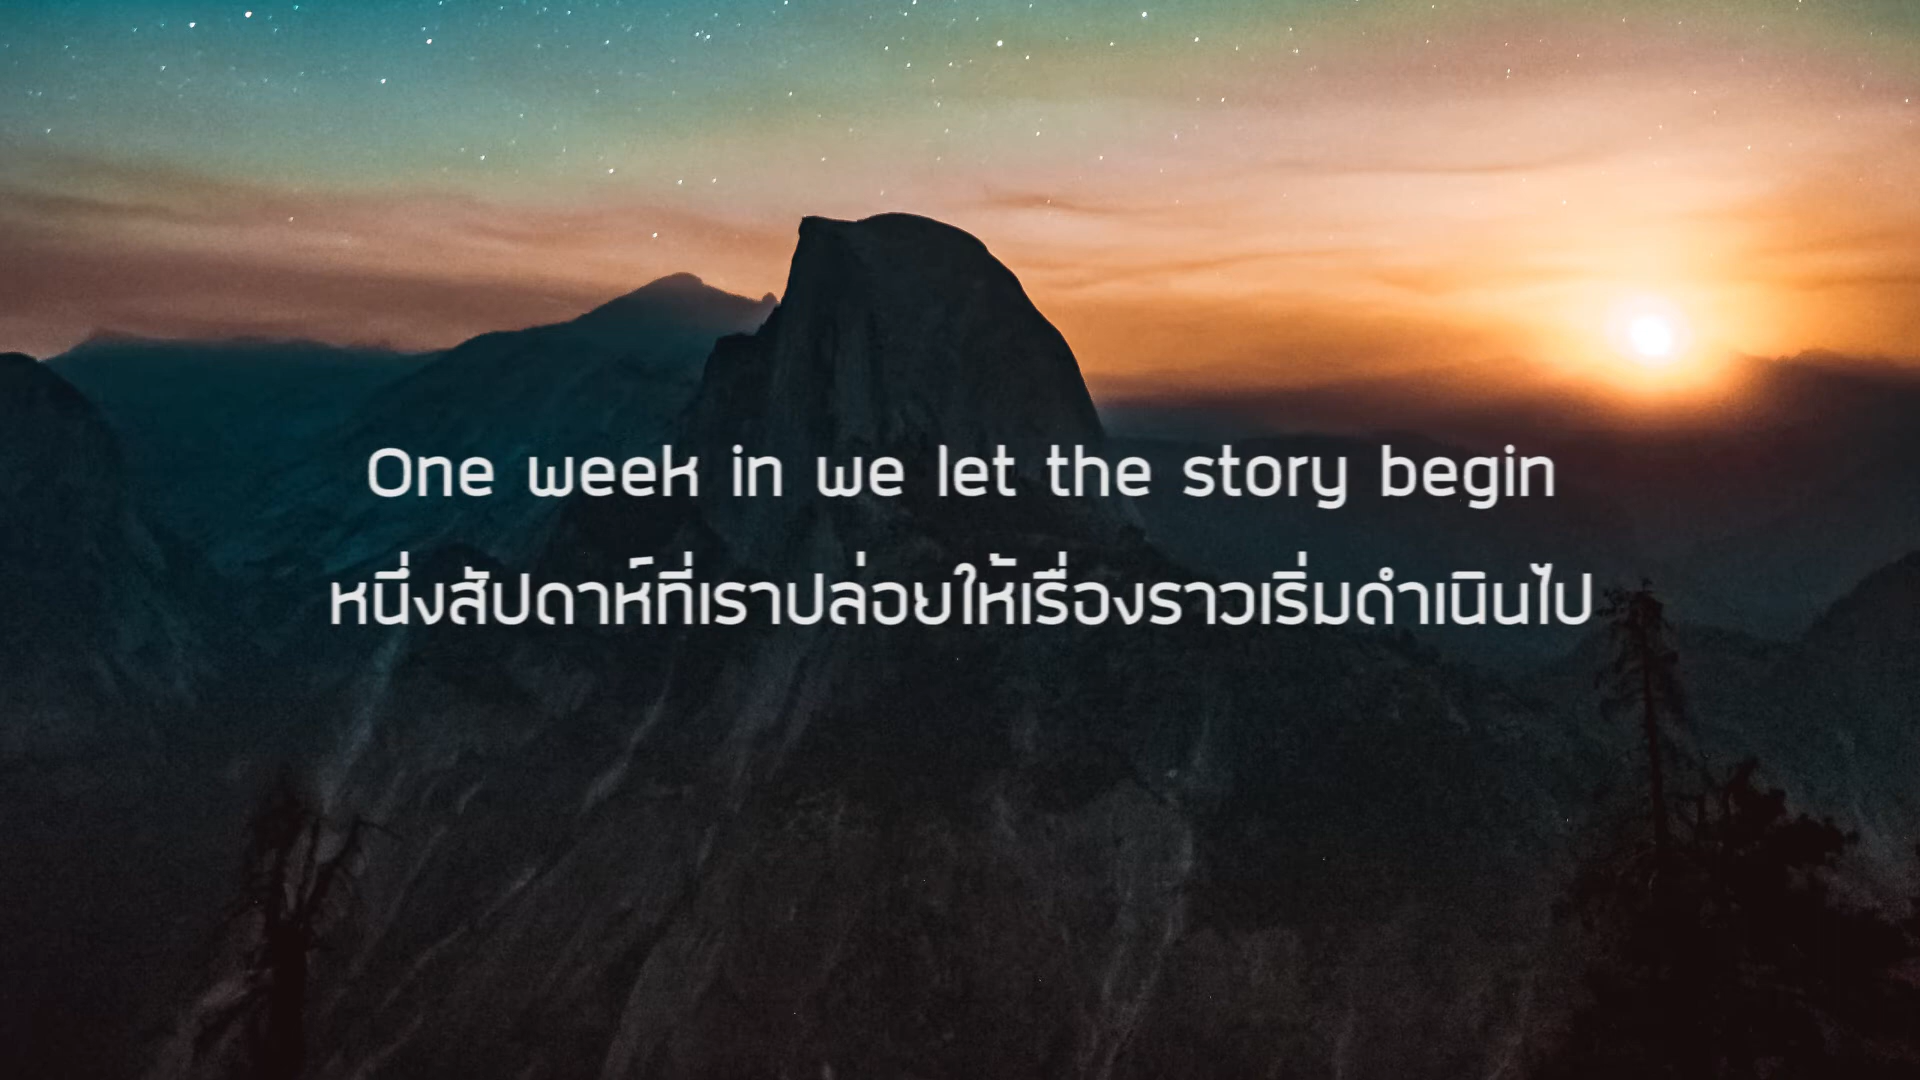 One week in we let the story begin
หนึ่งสัปดาห์ที่เราปล่อยให้เรื่องราวเริ่มดำเนินไป